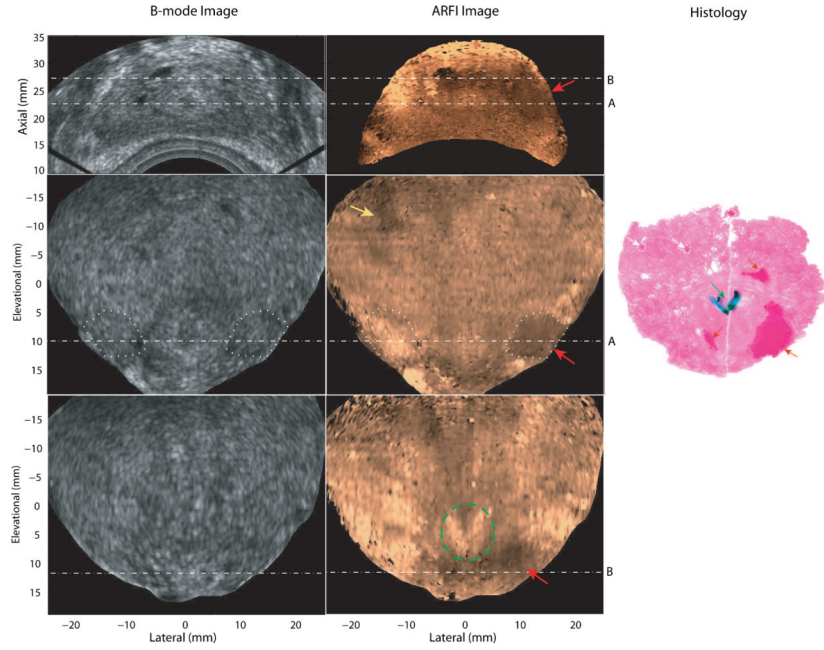 B-mode Image
ARFI Image
Histology
Axial (mm)
35
30
25
20
15
10
B
A
Elevational (mm)
−15
−10
−5
0
5
10
15
A
Elevational (mm)
−15
−10
−5
0
5
10
15
B
−20
−10
0
10
20
Lateral (mm)
−20
−10
0
10
20
Lateral (mm)